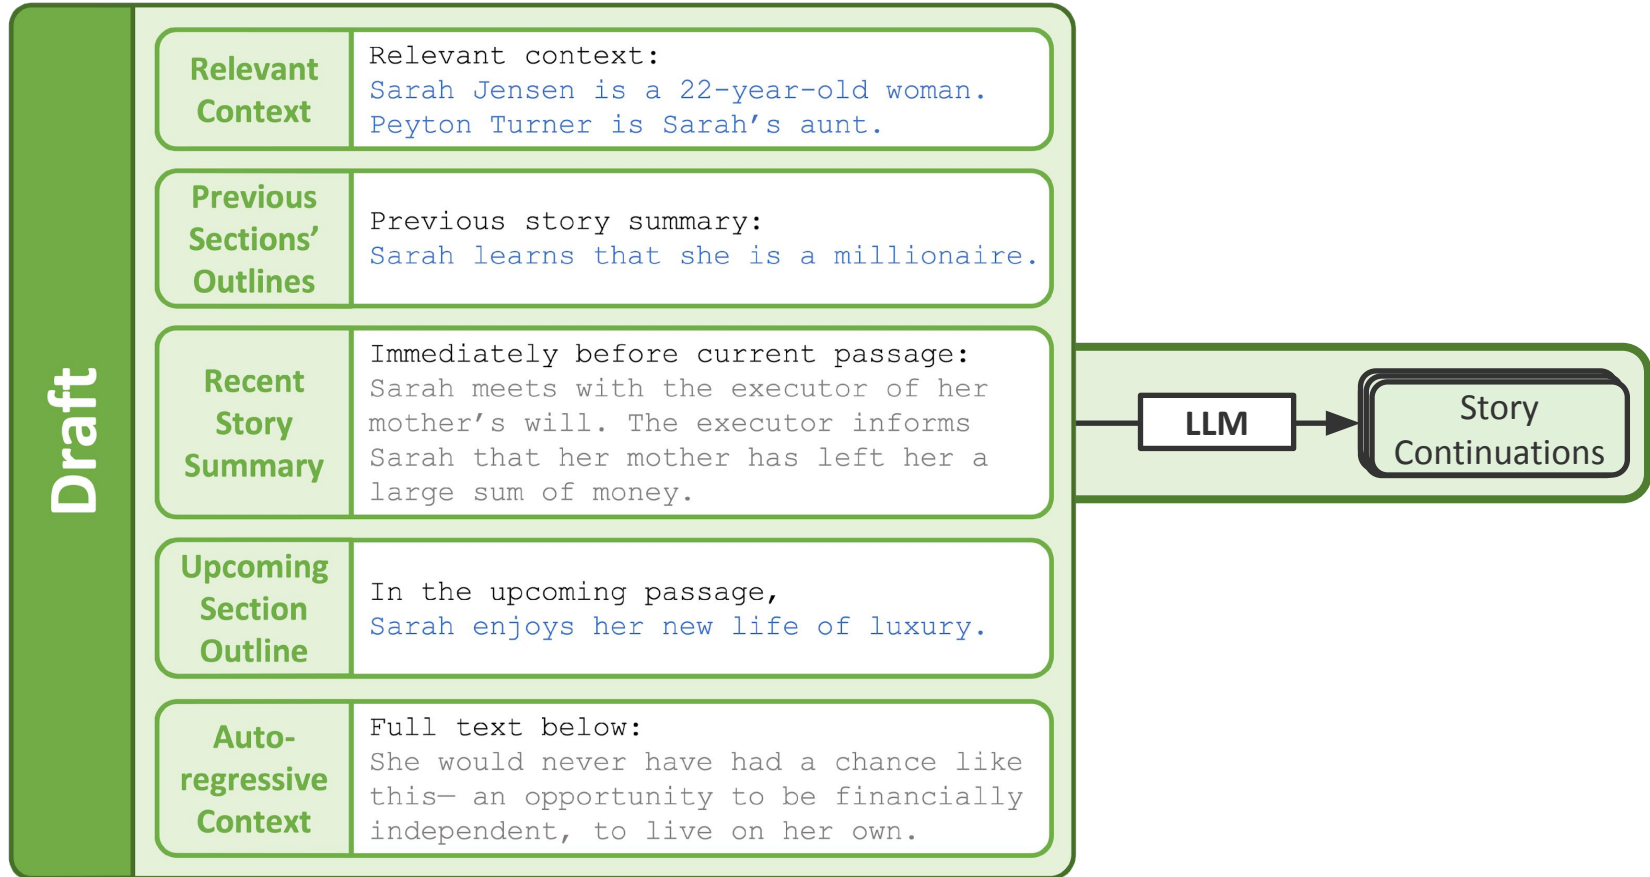 Draft
Relevant
Context
Relevant context:
Sarah Jensen is a 22-year-old woman.
Peyton Turner is Sarah’s aunt.
Previous
Sections’
Outlines
Previous story summary:
Sarah learns that she is a millionaire.
Recent
Story
Summary
Immediately before current passage:
Sarah meets with the executor of her
mother’s will. The executor informs
Sarah that her mother has left her a
large sum of money.
Upcoming
Section
Outline
In the upcoming passage,
Sarah enjoys her new life of luxury.
Auto-
regressive
Context
Full text below:
She would never have had a chance like
this— an opportunity to be financially
independent, to live on her own.
LLM
Story
Continuations